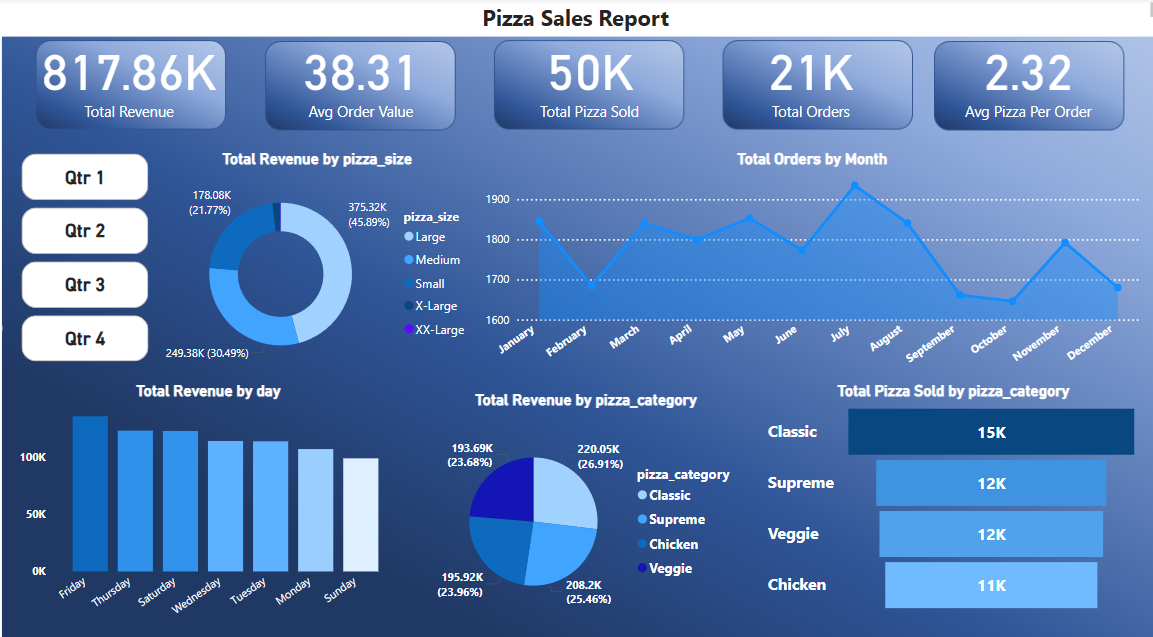 Pizza Sales Report
817.86K
Total Revenue
38.31
Avg Order Value
50K
Total Pizza Sold
21K
Total Orders
2.32
Avg Pizza Per Order
Qtr 1
Qtr 2
Qtr 3
Qtr 4
Total Revenue by pizza_size
178.08K
(21.77%)
375.32K
(45.89%)
249.38K (30.49%)
pizza_size
Large
Medium
Small
X-Large
XX-Large
Total Orders by Month
1900
1800
1700
1600
January
February
March
April
May
June
July
August
September
October
November
December
Total Revenue by day
100K
50K
0K
Friday
Thursday
Saturday
Wednesday
Tuesday
Monday
Sunday
Total Revenue by pizza_category
193.69K
(23.68%)
220.05K
(26.91%)
195.92K
(23.96%)
208.2K
(25.46%)
pizza_category
Classic
Supreme
Chicken
Veggie
Total Pizza Sold by pizza_category
Classic 15K
Supreme 12K
Veggie 12K
Chicken 11K